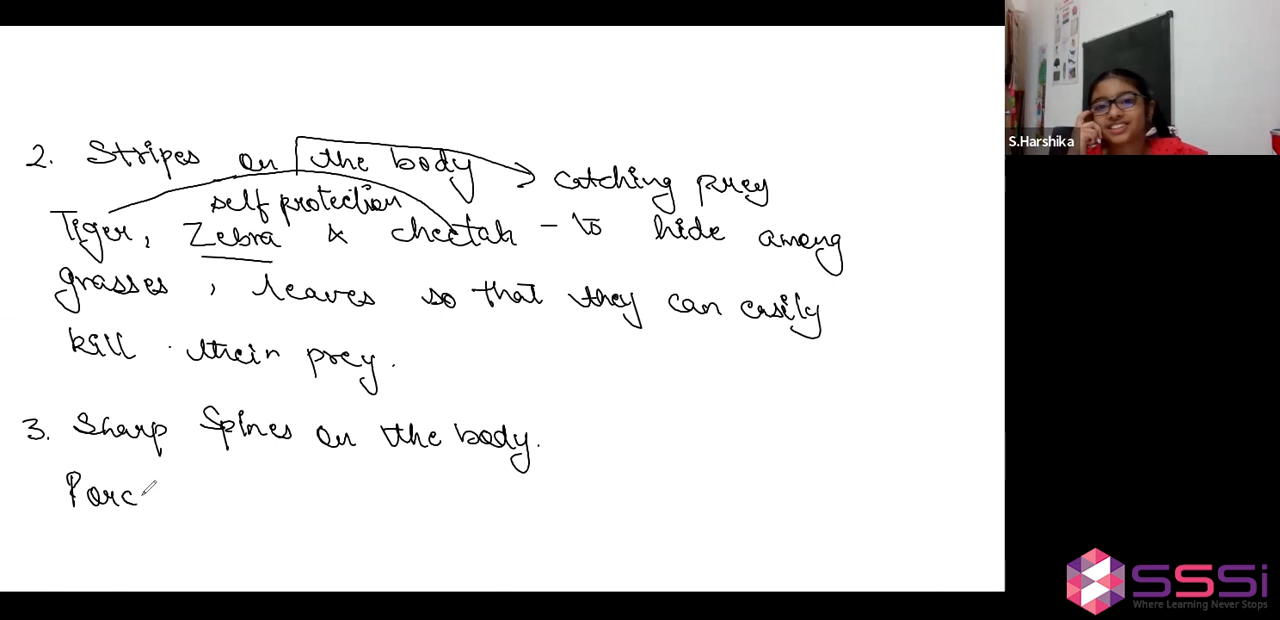 2. Stripes on the body → catching prey
self protection
Tiger, Zebra & cheetah - to hide among
grasses, leaves so that they can easily
kill their prey.
3. Sharp Spines on the body.
Porc
S.Harshika
SSSi
Where Learning Never Stops